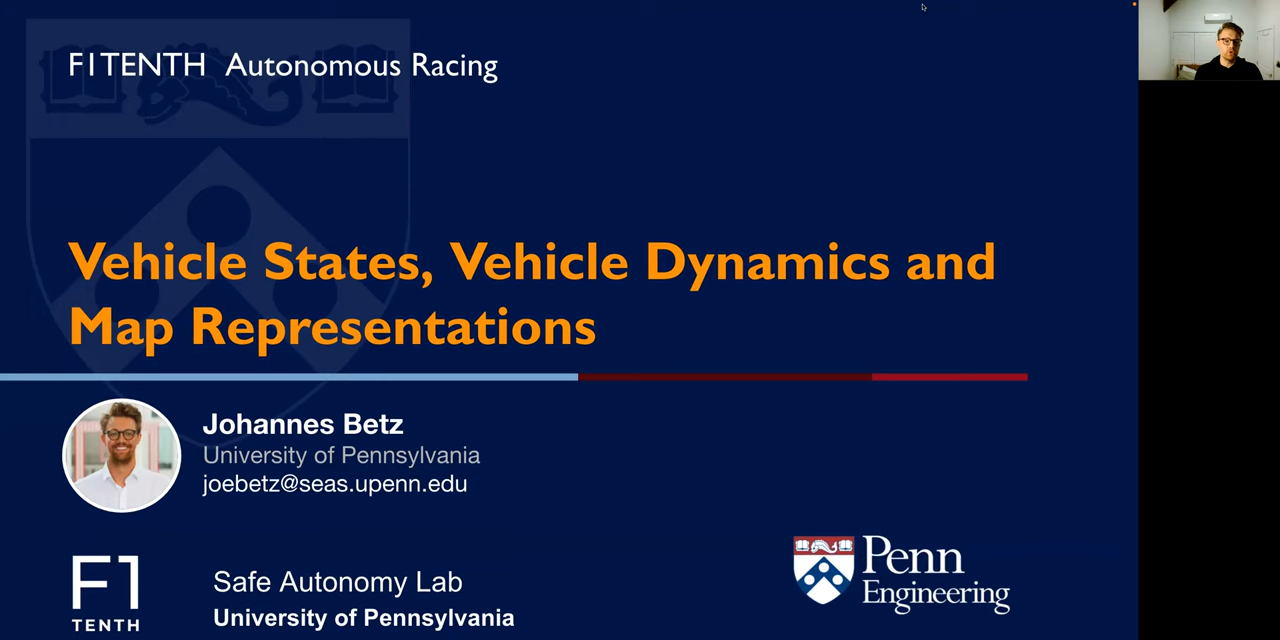 F1TENTH Autonomous Racing
Vehicle States, Vehicle Dynamics and
Map Representations
Johannes Betz
University of Pennsylvania
joebetz@seas.upenn.edu
F1
TENTH
Safe Autonomy Lab
University of Pennsylvania
Penn
Engineering